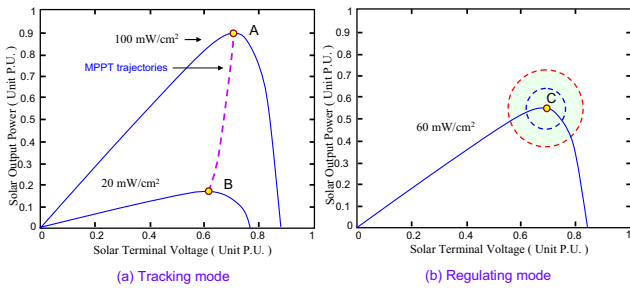 Solar Output Power ( Unit P.U. )
1
0.9
0.8
0.7
0.6
0.5
0.4
0.3
0.2
0.1
0
0.2
0.4
0.6
0.8
1
100 mW/cm²
A
MPPT trajectories
20 mW/cm²
B
Solar Terminal Voltage ( Unit P.U. )
(a) Tracking mode
Solar Output Power ( Unit P.U. )
1
0.9
0.8
0.7
0.6
0.5
0.4
0.3
0.2
0.1
0
0.2
0.4
0.6
0.8
1
C
60 mW/cm²
Solar Terminal Voltage ( Unit P.U. )
(b) Regulating mode